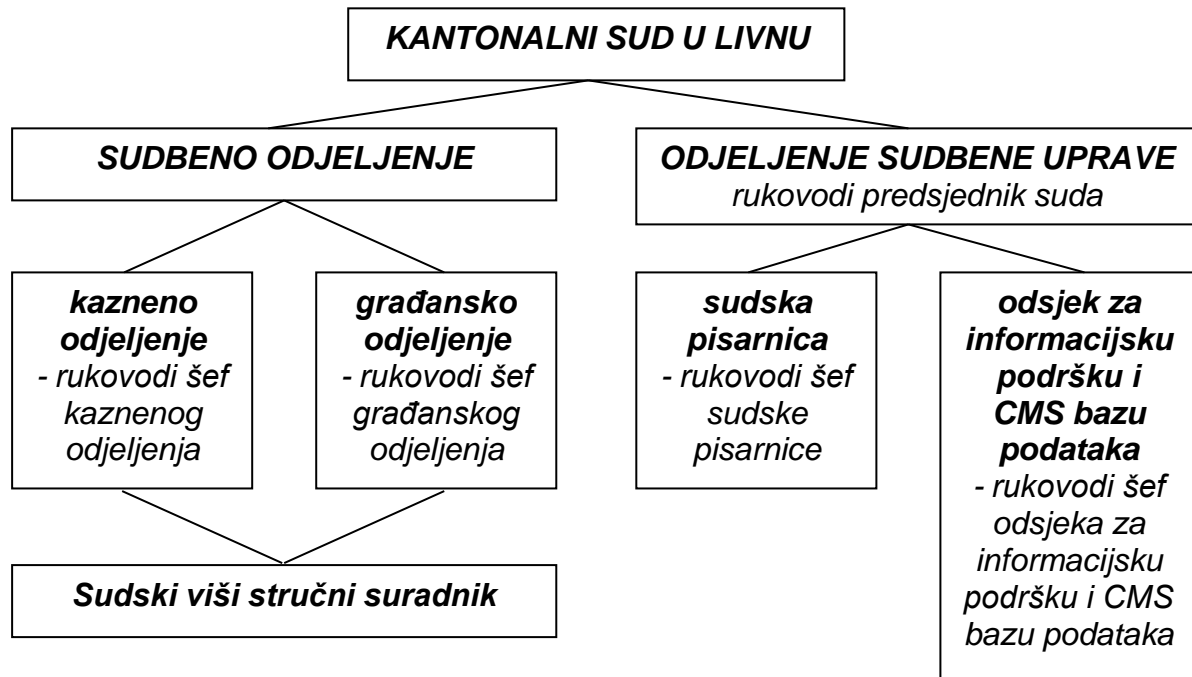 KANTONALNI SUD U LIVNU
SUDBENO ODJELJENJE
ODJELJENJE SUDBENE UPRAVE
rukovodi predsjednik suda
kazneno
odjeljenje
- rukovodi šef
kaznenog
odjeljenja
građansko
odjeljenje
- rukovodi šef
građanskog
odjeljenja
sudska
pisarnica
- rukovodi šef
sudske
pisarnice
odsjek za
informacijsku
podršku i
CMS bazu
podataka
- rukovodi šef
odsjeka za
informacijsku
podršku i CMS
bazu podataka
Sudski viši stručni suradnik